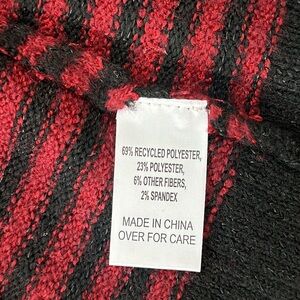 69% RECYCLED POLYESTER,
23% POLYESTER,
6% OTHER FIBERS,
2% SPANDEX
MADE IN CHINA
OVER FOR CARE